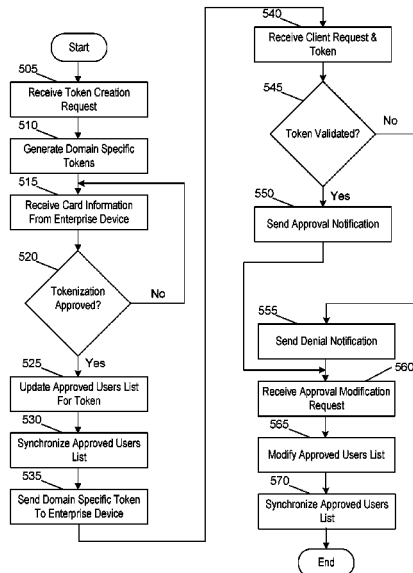 Start
505
Receive Token Creation
Request
510
Generate Domain Specific
Tokens
515
Receive Card Information
From Enterprise Device
520
Tokenization
Approved?
No
Yes
525
Update Approved Users List
For Token
530
Synchronize Approved Users
List
535
Send Domain Specific Token
To Enterprise Device
540
Receive Client Request &
Token
545
Token Validated?
No
Yes
550
Send Approval Notification
555
Send Denial Notification
560
Receive Approval Modification
Request
565
Modify Approved Users List
570
Synchronize Approved Users
List
End